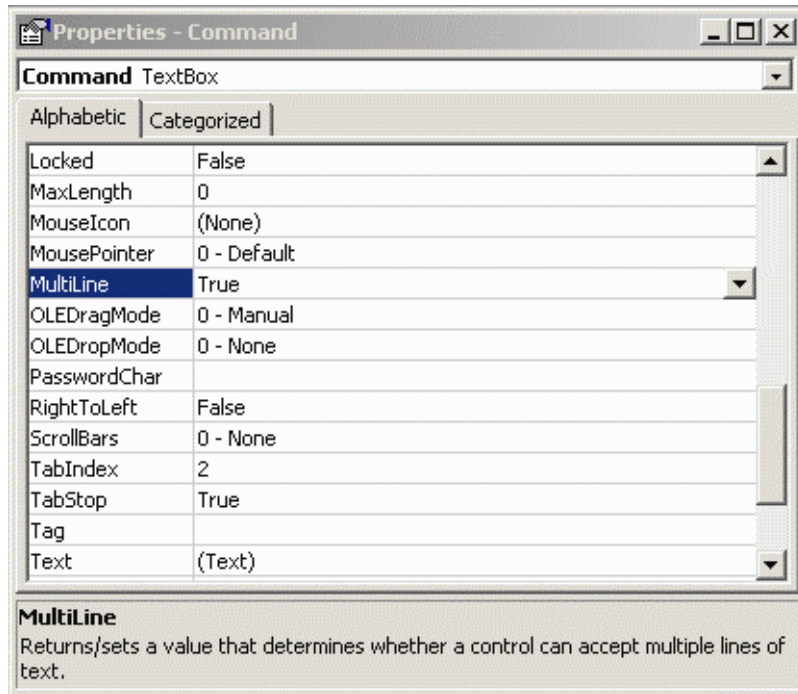 Properties - Command
Command TextBox
Alphabetic Categorized
Locked False
MaxLength 0
MouseIcon (None)
MousePointer 0 - Default
MultiLine True
OLEDragMode 0 - Manual
OLEDropMode 0 - None
PasswordChar
RightToLeft False
ScrollBars 0 - None
TabIndex 2
TabStop True
Tag
Text (Text)
MultiLine
Returns/sets a value that determines whether a control can accept multiple lines of
text.